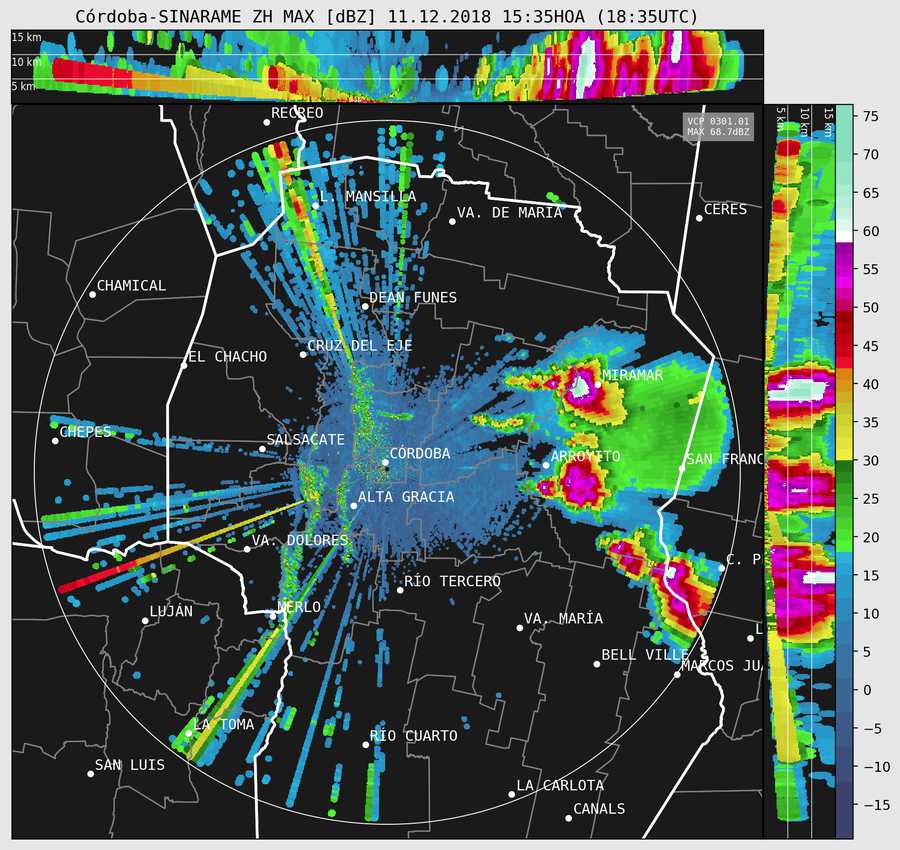 Córdoba-SINARAME ZH MAX [dBZ] 11.12.2018 15:35HOA (18:35UTC)
15 km
10 km
5 km
5 km
10 km
15 km
VCP 0301.01
MAX 68.7dBZ
RECREO
L. MANSILLA
VA. DE MARIA
CERES
CHAMICAL
DEAN FUNES
CRUZ DEL EJE
EL CHACHO
MIRAMAR
CHEPES
SALSACATE
CÓRDOBA
ARROYITO
SAN FRANC
ALTA GRACIA
VA. DOLORES
C. P
RÍO TERCERO
LUJÁN
MERLO
VA. MARÍA
L
BELL VILLE
MARCOS JU
LA TOMA
RÍO CUARTO
SAN LUIS
LA CARLOTA
CANALS
75
70
65
60
55
50
45
40
35
30
25
20
15
10
5
0
−5
−10
−15